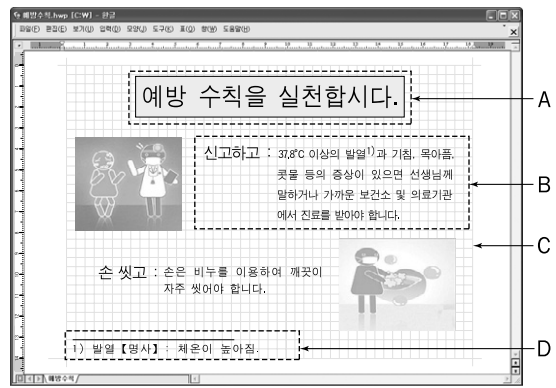 예방수칙.hwp [C:₩] - 한글
파일(F) 편집(E) 보기(U) 입력(D) 모양(J) 도구(K) 표(Q) 창(W) 도움말(H)
예방 수칙을 실천합시다.
A
신고하고 : 37.8℃ 이상의 발열1)과 기침, 목아픔,
콧물 등의 증상이 있으면 선생님께
말하거나 가까운 보건소 및 의료기관
에서 진료를 받아야 합니다.
B
C
손 씻고 : 손은 비누를 이용하여 깨끗이
자주 씻어야 합니다.
1) 발열【명사】 : 체온이 높아짐.
D
예방수칙